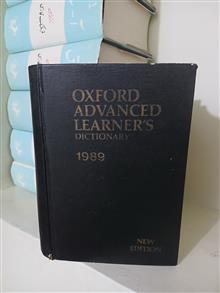 OXFORD
ADVANCED
LEARNER'S
DICTIONARY
1989
NEW
EDITION